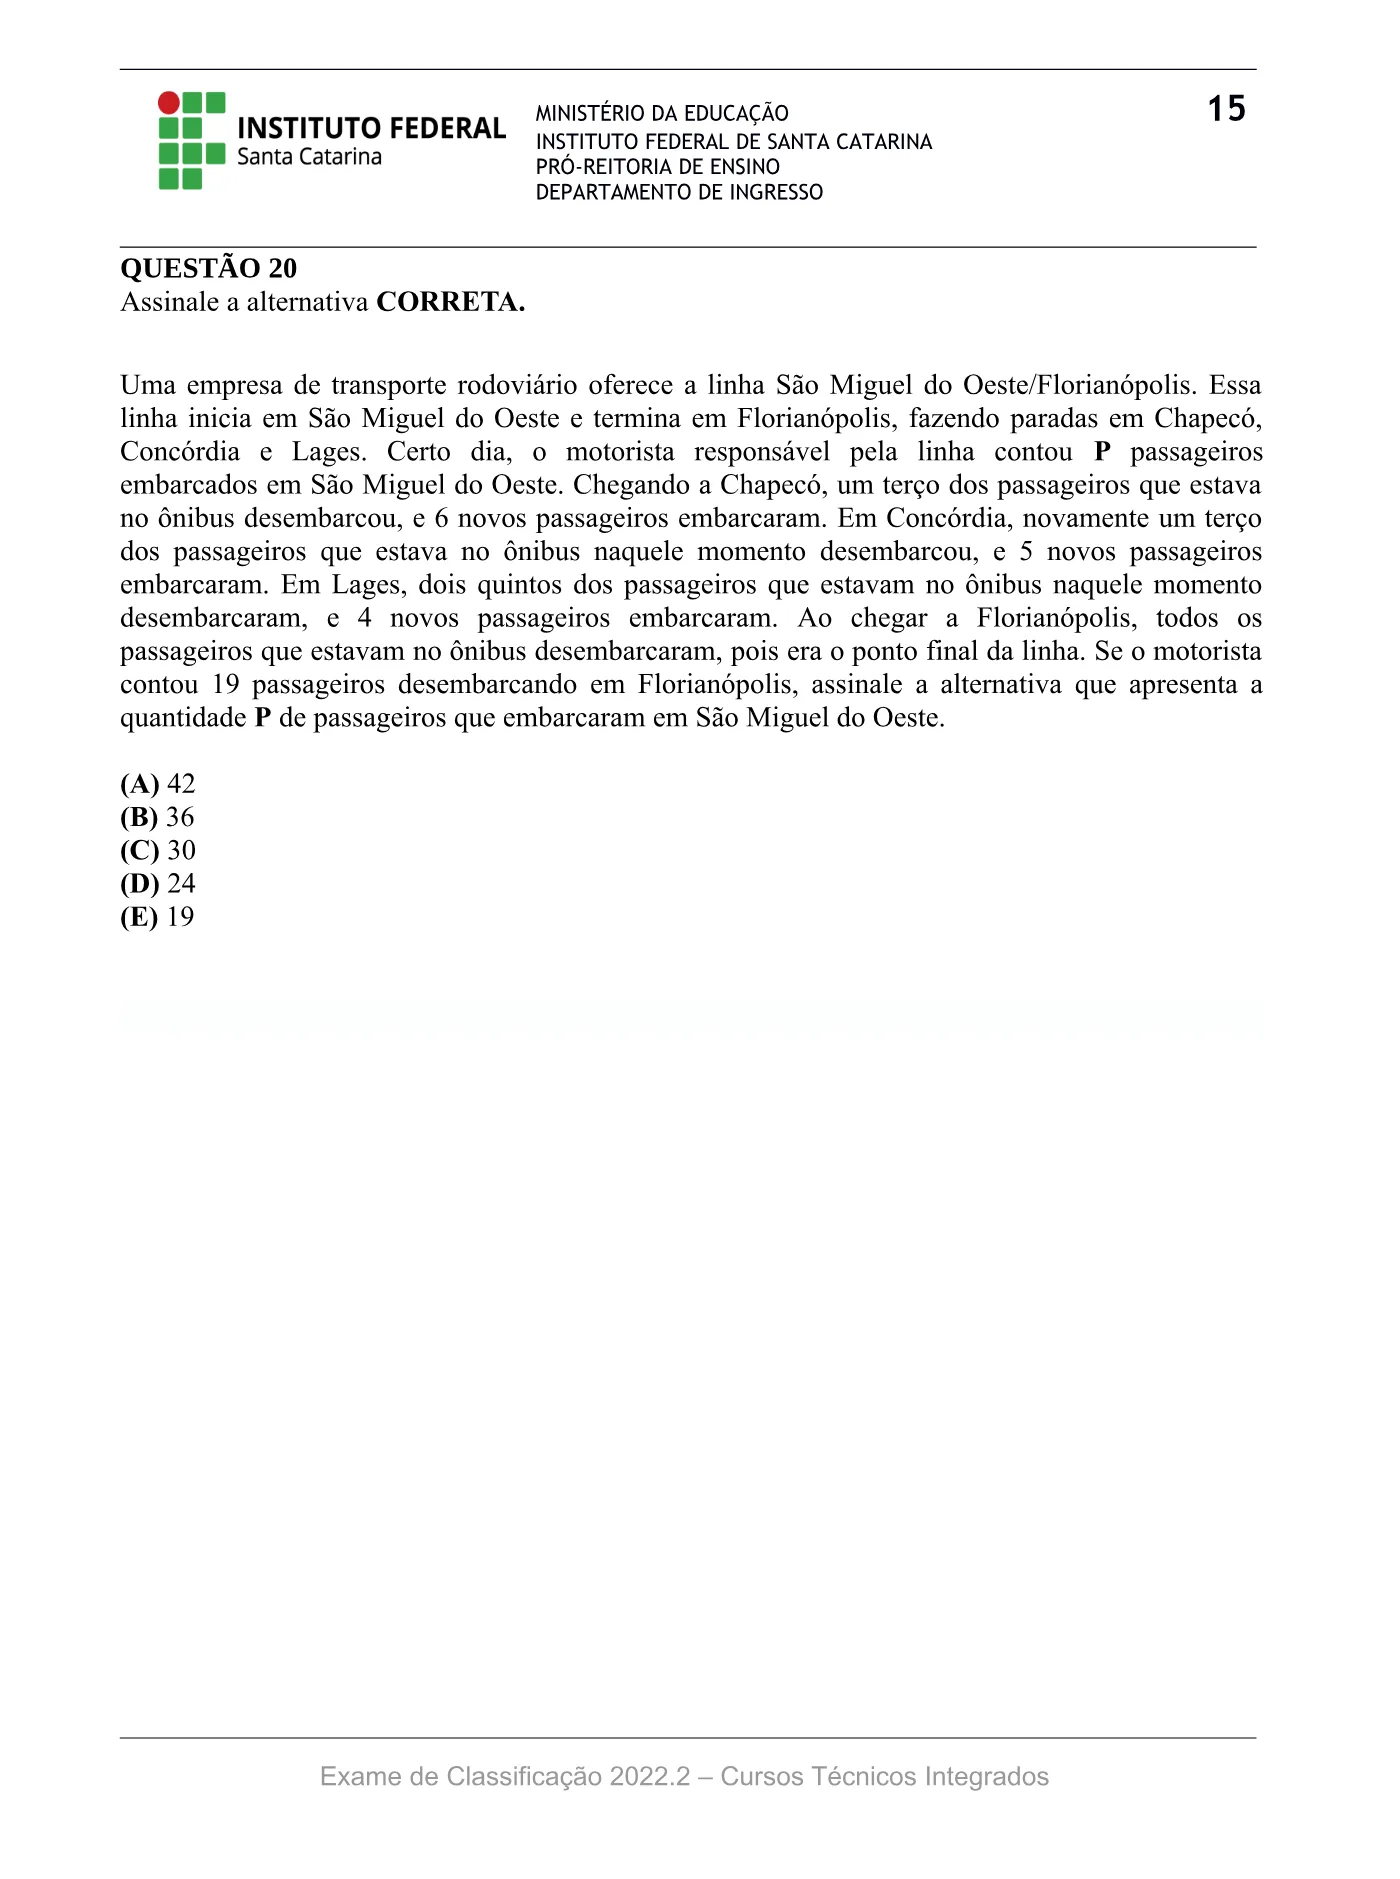 INSTITUTO FEDERAL
Santa Catarina
MINISTÉRIO DA EDUCAÇÃO
INSTITUTO FEDERAL DE SANTA CATARINA
PRÓ-REITORIA DE ENSINO
DEPARTAMENTO DE INGRESSO
15
QUESTÃO 20
Assinale a alternativa CORRETA.
Uma empresa de transporte rodoviário oferece a linha São Miguel do Oeste/Florianópolis. Essa
linha inicia em São Miguel do Oeste e termina em Florianópolis, fazendo paradas em Chapecó,
Concórdia e Lages. Certo dia, o motorista responsável pela linha contou P passageiros
embarcados em São Miguel do Oeste. Chegando a Chapecó, um terço dos passageiros que estava
no ônibus desembarcou, e 6 novos passageiros embarcaram. Em Concórdia, novamente um terço
dos passageiros que estava no ônibus naquele momento desembarcou, e 5 novos passageiros
embarcaram. Em Lages, dois quintos dos passageiros que estavam no ônibus naquele momento
desembarcaram, e 4 novos passageiros embarcaram. Ao chegar a Florianópolis, todos os
passageiros que estavam no ônibus desembarcaram, pois era o ponto final da linha. Se o motorista
contou 19 passageiros desembarcando em Florianópolis, assinale a alternativa que apresenta a
quantidade P de passageiros que embarcaram em São Miguel do Oeste.
(A) 42
(B) 36
(C) 30
(D) 24
(E) 19
Exame de Classificação 2022.2 – Cursos Técnicos Integrados